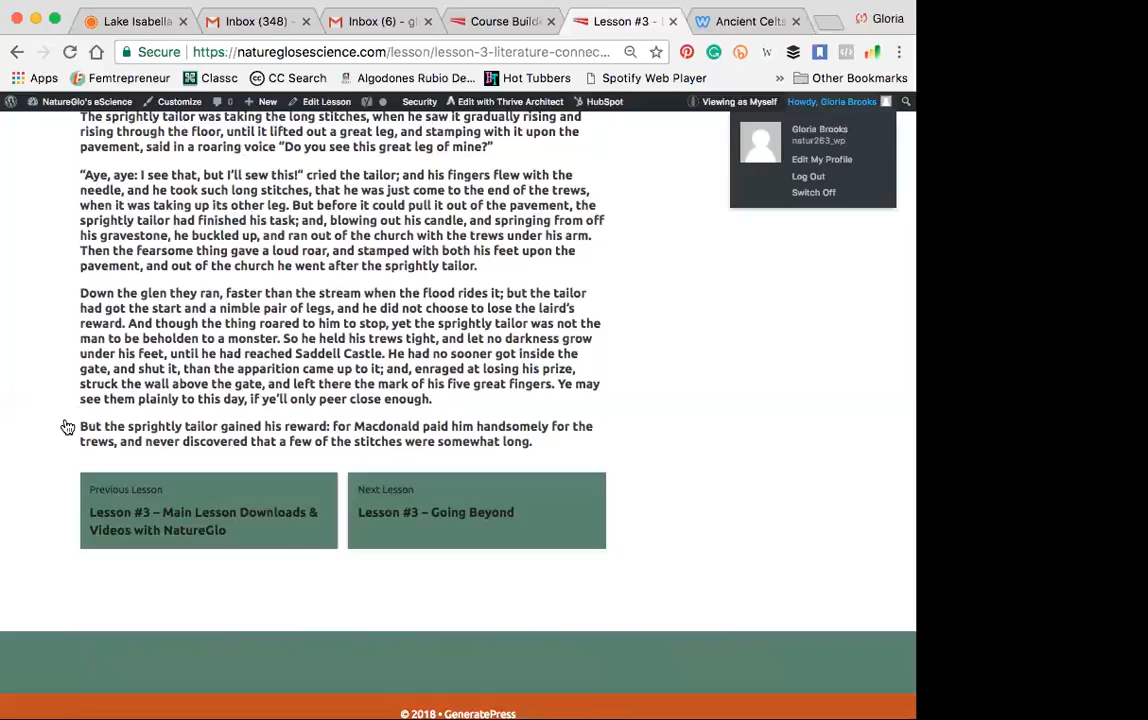 Lake Isabella
Inbox (348) -
Inbox (6) - g
Course Build
Lesson #3 -
Ancient Celts
Gloria
Secure
https://natureglosescience.com/lesson/lesson-3-literature-connec...
Apps
Femtrepreneur
Classc
CC Search
Algodones Rubio De...
Hot Tubbers
Spotify Web Player
»
Other Bookmarks
NatureGlo's eScience
Customize
0
+ New
Edit Lesson
Security
Edit with Thrive Architect
HubSpot
Viewing as Myself
Howdy, Gloria Brooks
Gloria Brooks
natur263_wp
Edit My Profile
Log Out
Switch Off
The sprightly tailor was taking the long stitches, when he saw it gradually rising and
rising through the floor, until it lifted out a great leg, and stamping with it upon the
pavement, said in a roaring voice "Do you see this great leg of mine?"
"Aye, aye: I see that, but I'll sew this!" cried the tailor; and his fingers flew with the
needle, and he took such long stitches, that he was just come to the end of the trews,
when it was taking up its other leg. But before it could pull it out of the pavement, the
sprightly tailor had finished his task; and, blowing out his candle, and springing from off
his gravestone, he buckled up, and ran out of the church with the trews under his arm.
Then the fearsome thing gave a loud roar, and stamped with both his feet upon the
pavement, and out of the church he went after the sprightly tailor.
Down the glen they ran, faster than the stream when the flood rides it; but the tailor
had got the start and a nimble pair of legs, and he did not choose to lose the laird's
reward. And though the thing roared to him to stop, yet the sprightly tailor was not the
man to be beholden to a monster. So he held his trews tight, and let no darkness grow
under his feet, until he had reached Saddell Castle. He had no sooner got inside the
gate, and shut it, than the apparition came up to it; and, enraged at losing his prize,
struck the wall above the gate, and left there the mark of his five great fingers. Ye may
see them plainly to this day, if ye'll only peer close enough.
But the sprightly tailor gained his reward: for Macdonald paid him handsomely for the
trews, and never discovered that a few of the stitches were somewhat long.
Previous Lesson
Lesson #3 – Main Lesson Downloads &
Videos with NatureGlo
Next Lesson
Lesson #3 – Going Beyond
© 2018 • GeneratePress